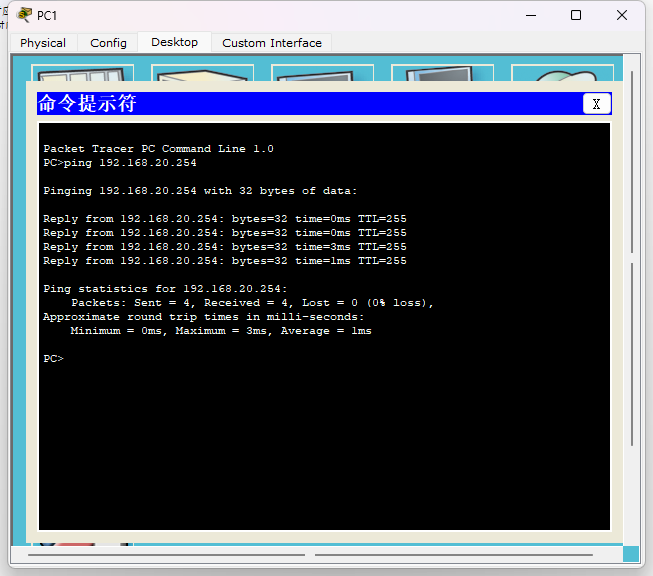 PC1
Physical Config Desktop Custom Interface
命令提示符
X
Packet Tracer PC Command Line 1.0
PC>ping 192.168.20.254
Pinging 192.168.20.254 with 32 bytes of data:
Reply from 192.168.20.254: bytes=32 time=0ms TTL=255
Reply from 192.168.20.254: bytes=32 time=0ms TTL=255
Reply from 192.168.20.254: bytes=32 time=3ms TTL=255
Reply from 192.168.20.254: bytes=32 time=1ms TTL=255
Ping statistics for 192.168.20.254:
Packets: Sent = 4, Received = 4, Lost = 0 (0% loss),
Approximate round trip times in milli-seconds:
Minimum = 0ms, Maximum = 3ms, Average = 1ms
PC>